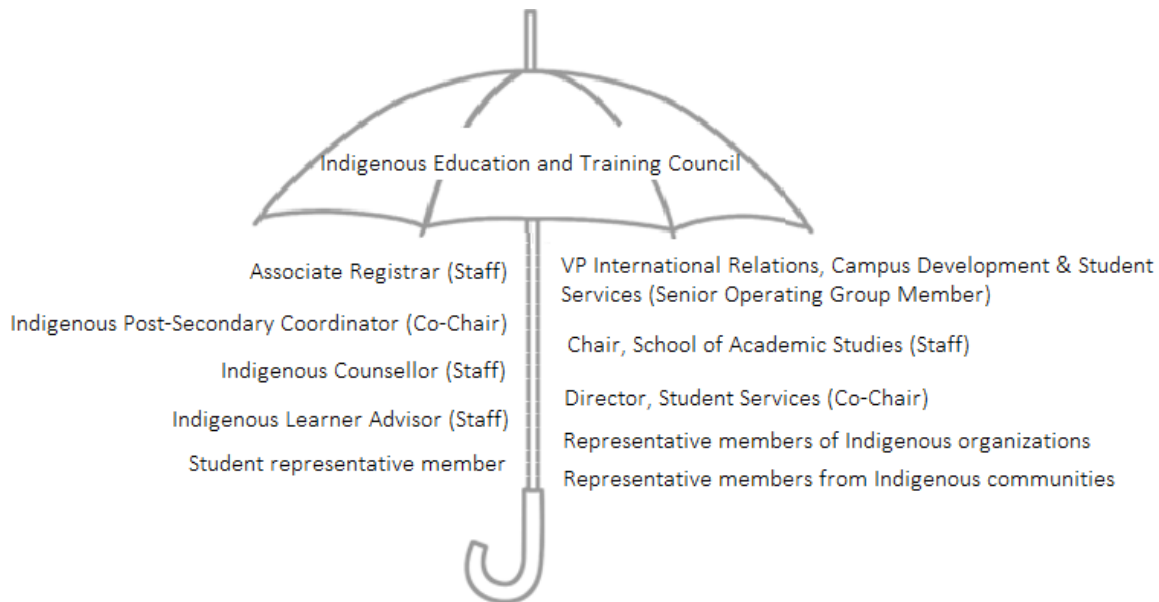 Indigenous Education and Training Council
Associate Registrar (Staff)
Indigenous Post-Secondary Coordinator (Co-Chair)
Indigenous Counsellor (Staff)
Indigenous Learner Advisor (Staff)
Student representative member
VP International Relations, Campus Development & Student
Services (Senior Operating Group Member)
Chair, School of Academic Studies (Staff)
Director, Student Services (Co-Chair)
Representative members of Indigenous organizations
Representative members from Indigenous communities